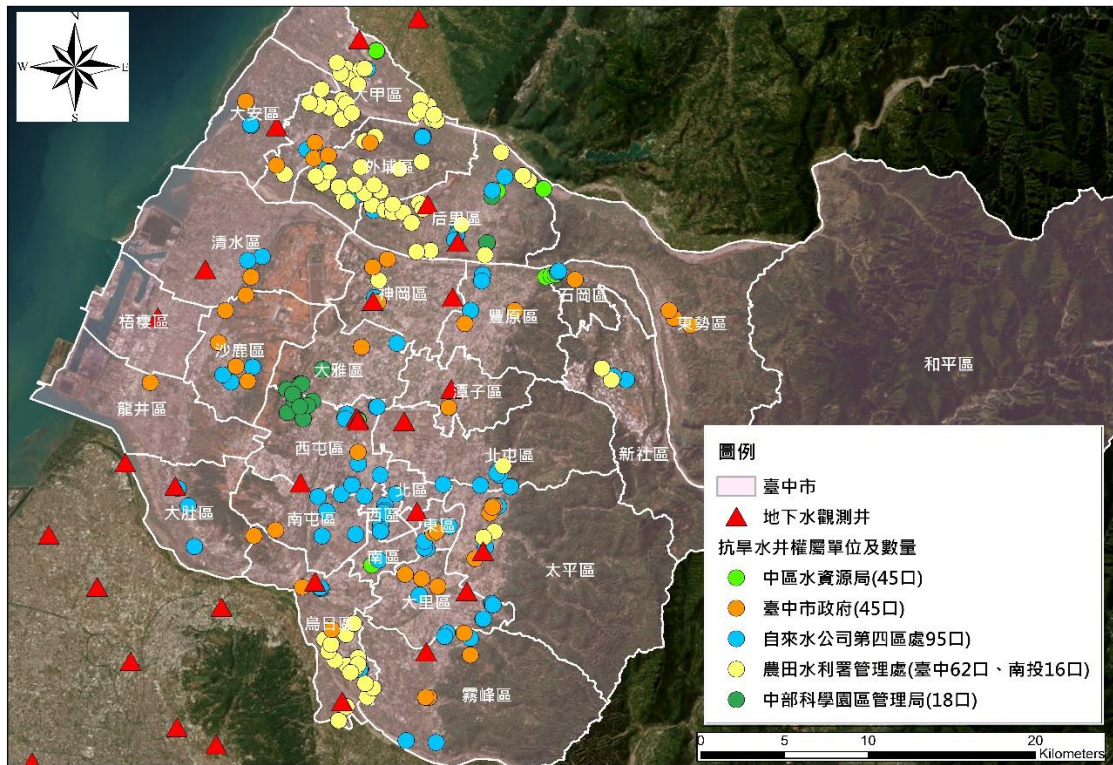 N
W
E
S
大甲區
大安區
外埔區
后里區
清水區
神岡區
石岡區
豐原區
東勢區
梧棲區
沙鹿區
和平區
大雅區
潭子區
龍井區
西屯區
北屯區
新社區
北區
大肚區
南屯區
西區
東區
南區
太平區
大里區
烏日區
霧峰區
圖例
臺中市
地下水觀測井
抗旱水井權屬單位及數量
中區水資源局(45口)
臺中市政府(45口)
自來水公司第四區處95口)
農田水利署管理處(臺中62口、南投16口)
中部科學園區管理局(18口)
0 5 10 20
Kilometers